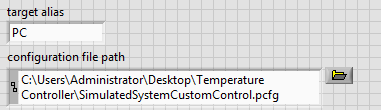 target alias
PC
configuration file path
C:\Users\Administrator\Desktop\Temperature
Controller\SimulatedSystemCustomControl.pcfg